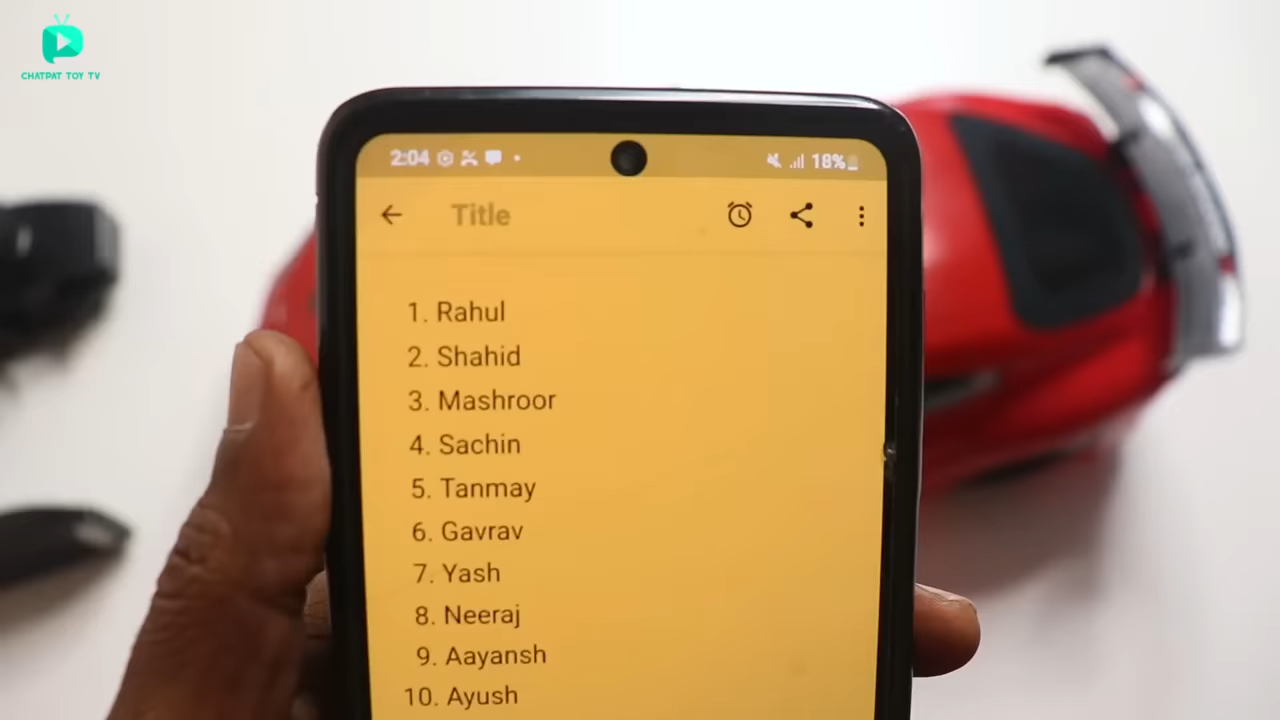 CHATPAT TOY TV
2:04 18%
Title
1. Rahul
2. Shahid
3. Mashroor
4. Sachin
5. Tanmay
6. Gavrav
7. Yash
8. Neeraj
9. Aayansh
10. Ayush